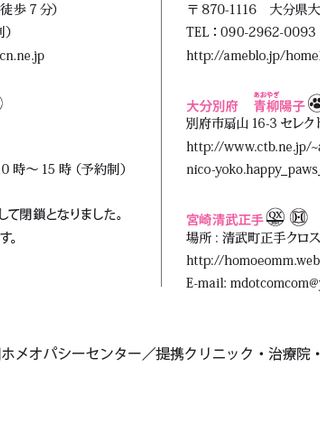 徒歩７分）
cn.ne.jp
0 時～ 15 時（予約制）
して閉鎖となりました。
す。
〒 870-1116　大分県大
TEL：090-2962-0093
http://ameblo.jp/home
あおやぎ
大分別府　青柳陽子
別府市扇山 16-3 セレクト
http://www.ctb.ne.jp/~a
nico-yoko.happy_paws_
宮崎清武正手 QX H
場所：清武町正手クロス
http://homoeomm.web
E-mail: mdotcomcom@y
ホメオパシーセンター／提携クリニック・治療院・